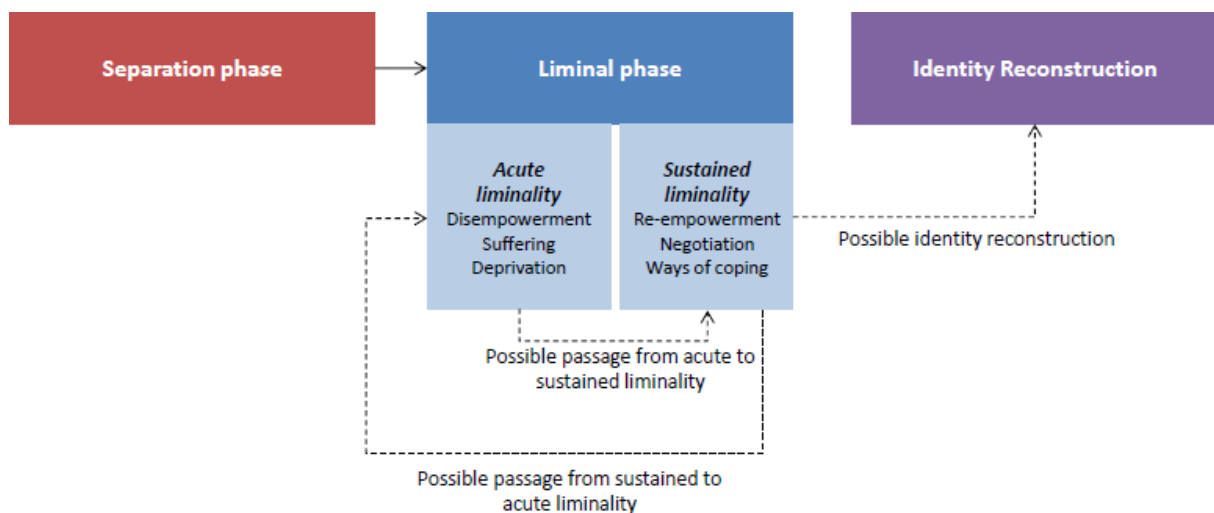 Separation phase
Liminal phase
Identity Reconstruction
Acute
liminality
Disempowerment
Suffering
Deprivation
Sustained
liminality
Re-empowerment
Negotiation
Ways of coping
Possible identity reconstruction
Possible passage from acute to
sustained liminality
Possible passage from sustained to
acute liminality